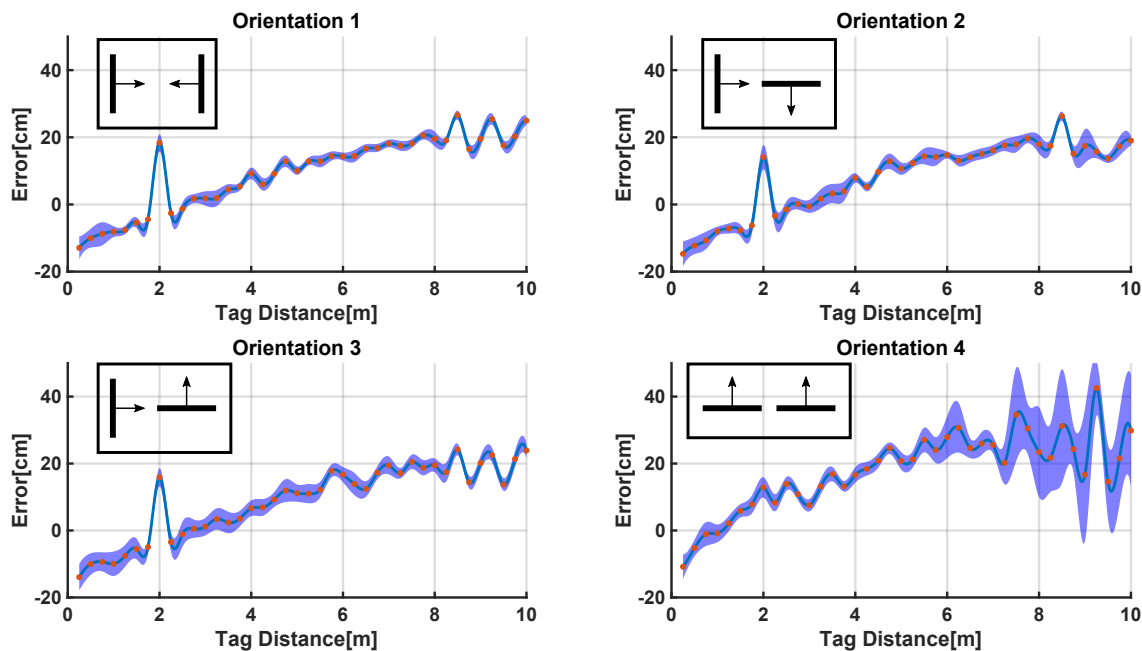 Orientation 1
Error[cm]
40
20
0
-20
0 2 4 6 8 10
Tag Distance[m]
Orientation 2
Error[cm]
40
20
0
-20
0 2 4 6 8 10
Tag Distance[m]
Orientation 3
Error[cm]
40
20
0
-20
0 2 4 6 8 10
Tag Distance[m]
Orientation 4
Error[cm]
40
20
0
-20
0 2 4 6 8 10
Tag Distance[m]